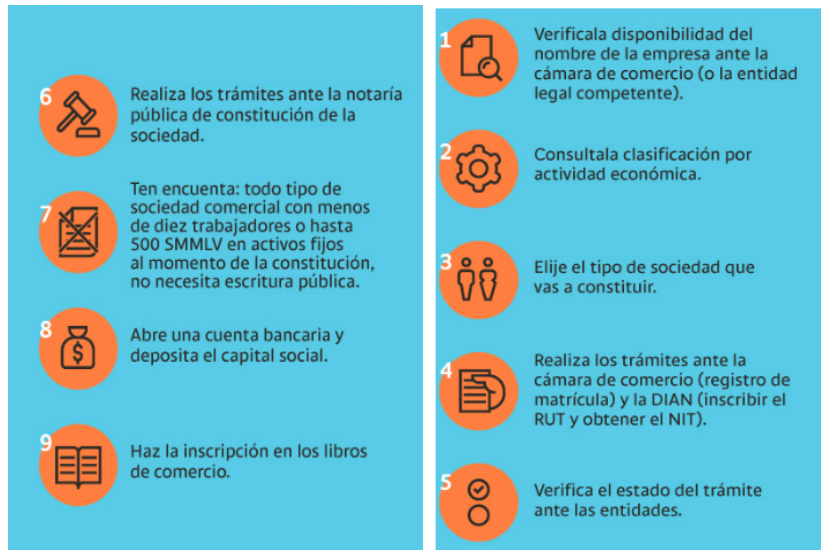 6
Realiza los trámites ante la notaría
pública de constitución de la
sociedad.
7
Ten encuenta: todo tipo de
sociedad comercial con menos
de diez trabajadores o hasta
500 SMMLV en activos fijos
al momento de la constitución,
no necesita escritura pública.
8
$
Abre una cuenta bancaria y
deposita el capital social.
9
Haz la inscripción en los libros
de comercio.
1
Verificala disponibilidad del
nombre de la empresa ante la
cámara de comercio (o la entidad
legal competente).
2
Consultala clasificación por
actividad económica.
3
Elije el tipo de sociedad que
vas a constituir.
4
Realiza los trámites ante la
cámara de comercio (registro de
matrícula) y la DIAN (inscribir el
RUT y obtener el NIT).
5
Verifica el estado del trámite
ante las entidades.